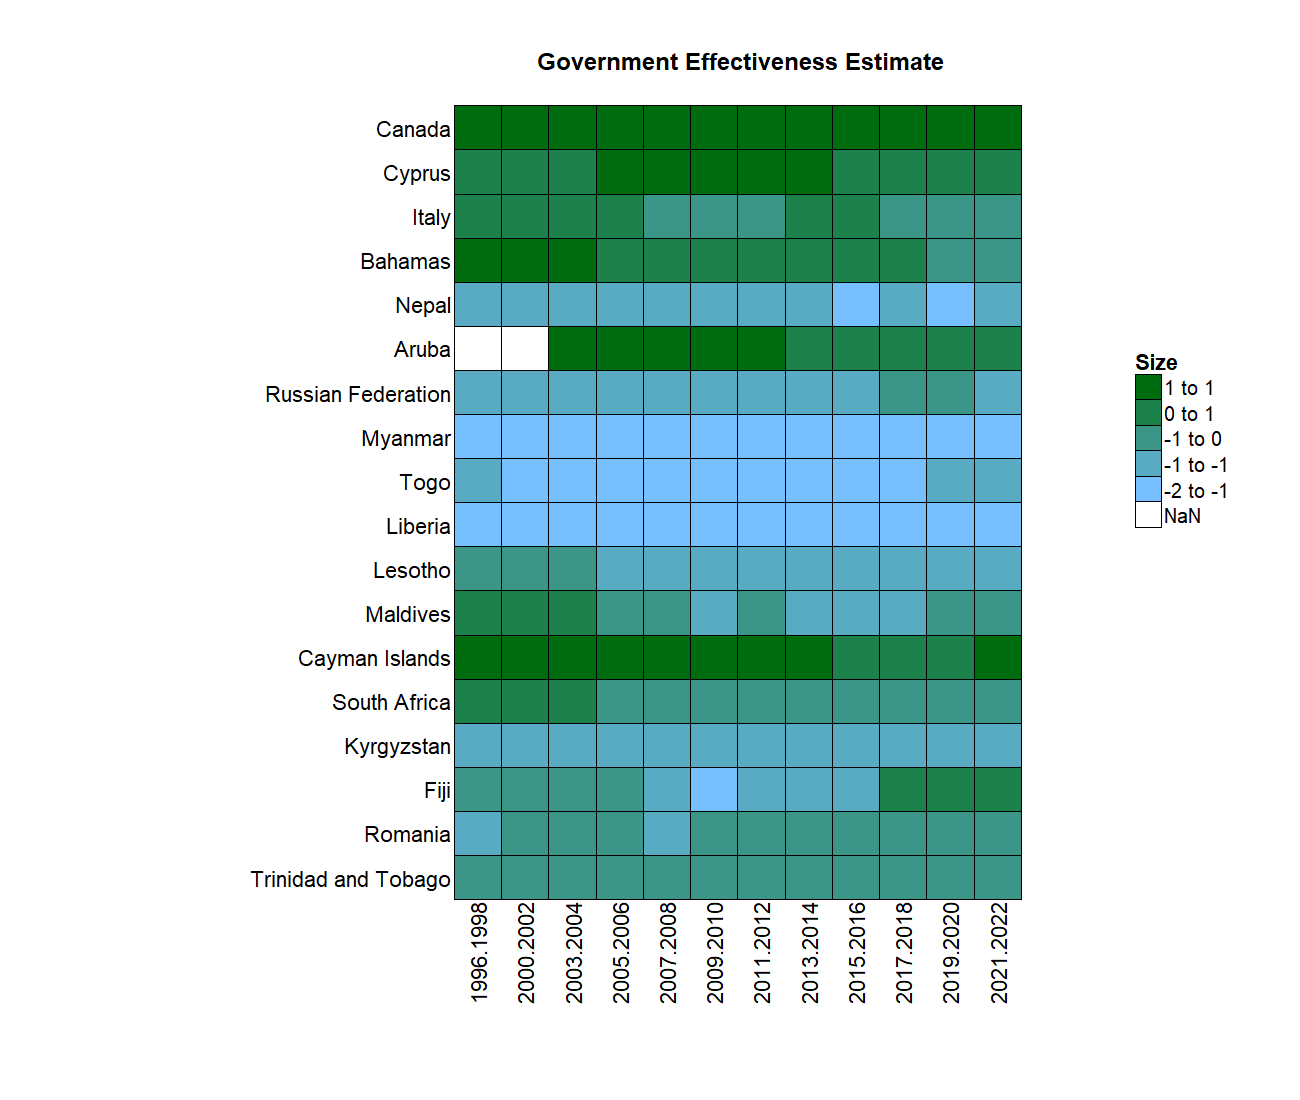 Government Effectiveness Estimate
Canada
Cyprus
Italy
Bahamas
Nepal
Aruba
Russian Federation
Myanmar
Togo
Liberia
Lesotho
Maldives
Cayman Islands
South Africa
Kyrgyzstan
Fiji
Romania
Trinidad and Tobago
1996.1998
2000.2002
2003.2004
2005.2006
2007.2008
2009.2010
2011.2012
2013.2014
2015.2016
2017.2018
2019.2020
2021.2022
Size
1 to 1
0 to 1
-1 to 0
-1 to -1
-2 to -1
NaN